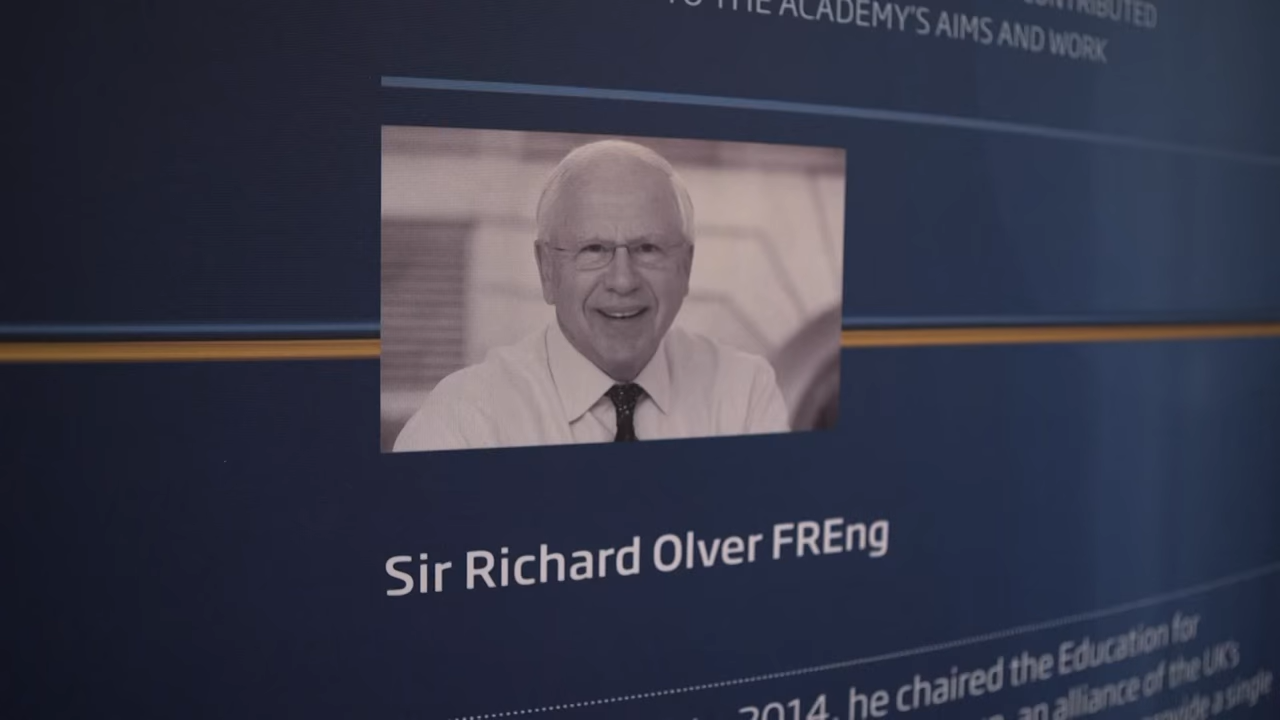 CONTRIBUTED
TO THE ACADEMY'S AIMS AND WORK
Sir Richard Olver FREng
2014, he chaired the Education for
an alliance of the UK's
provide a single